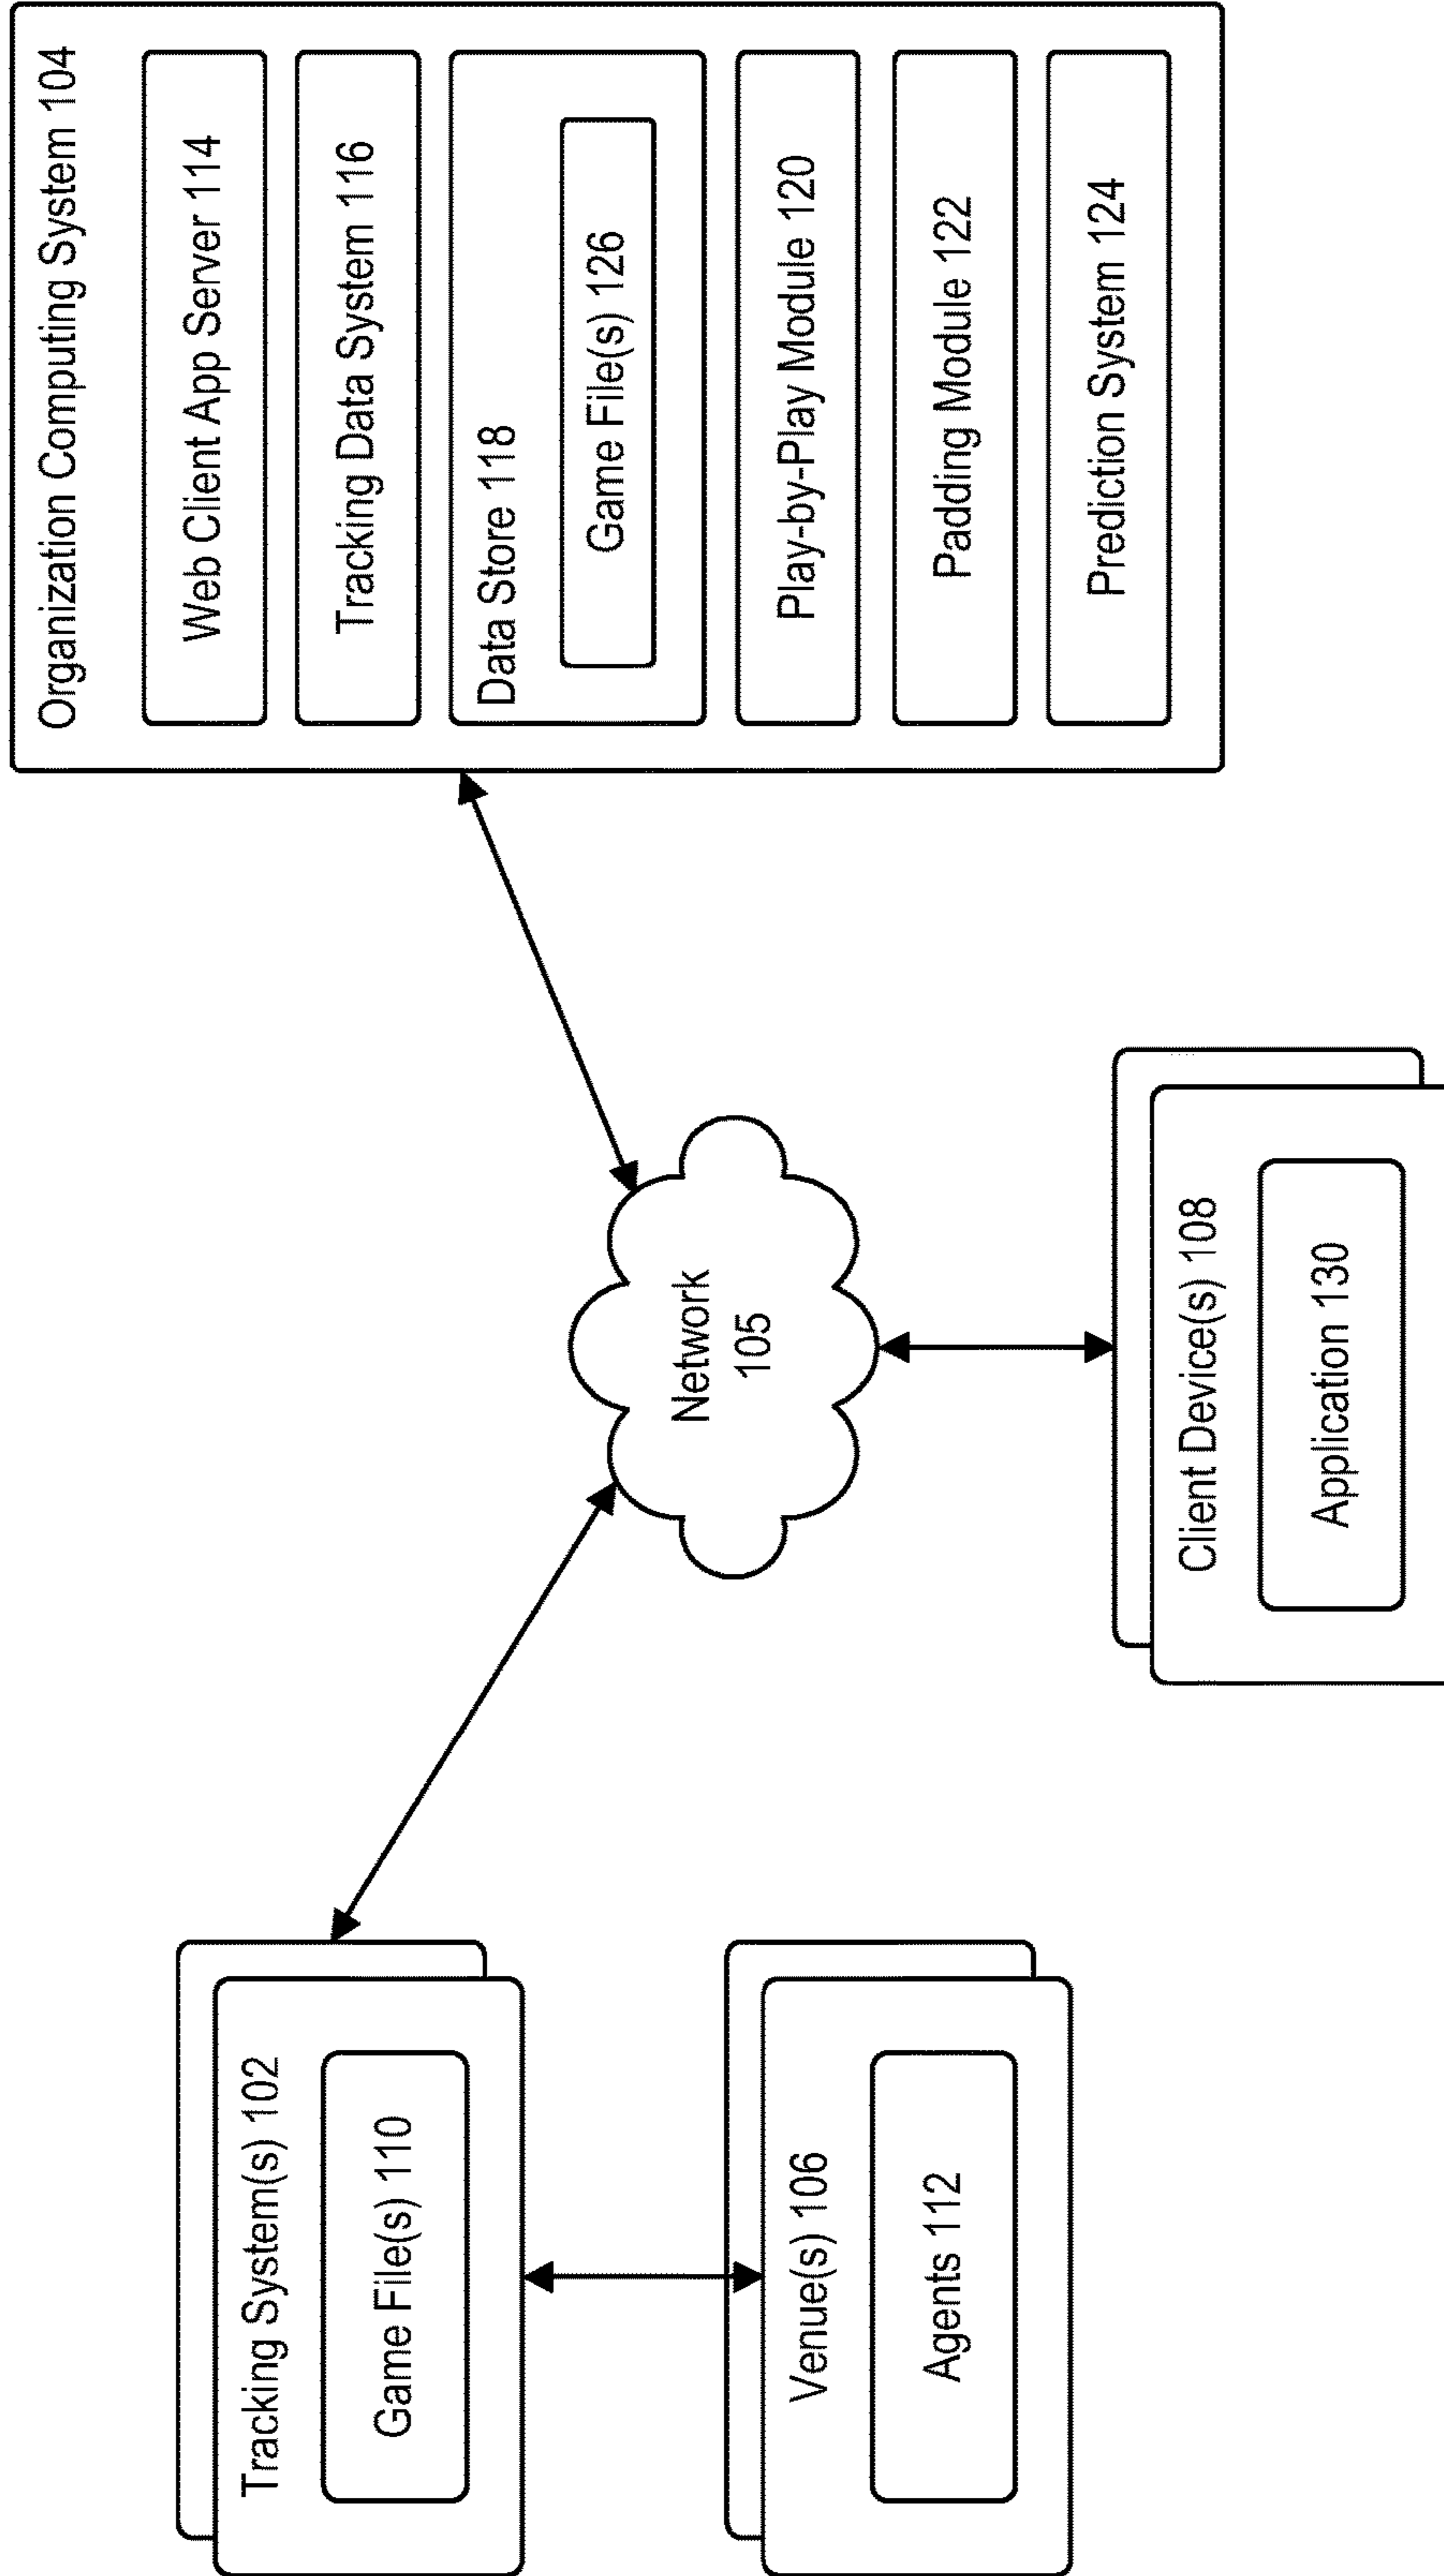 Tracking System(s) 102
Game File(s) 110
Venue(s) 106
Agents 112
Network
105
Client Device(s) 108
Application 130
Organization Computing System 104
Web Client App Server 114
Tracking Data System 116
Data Store 118
Game File(s) 126
Play-by-Play Module 120
Padding Module 122
Prediction System 124